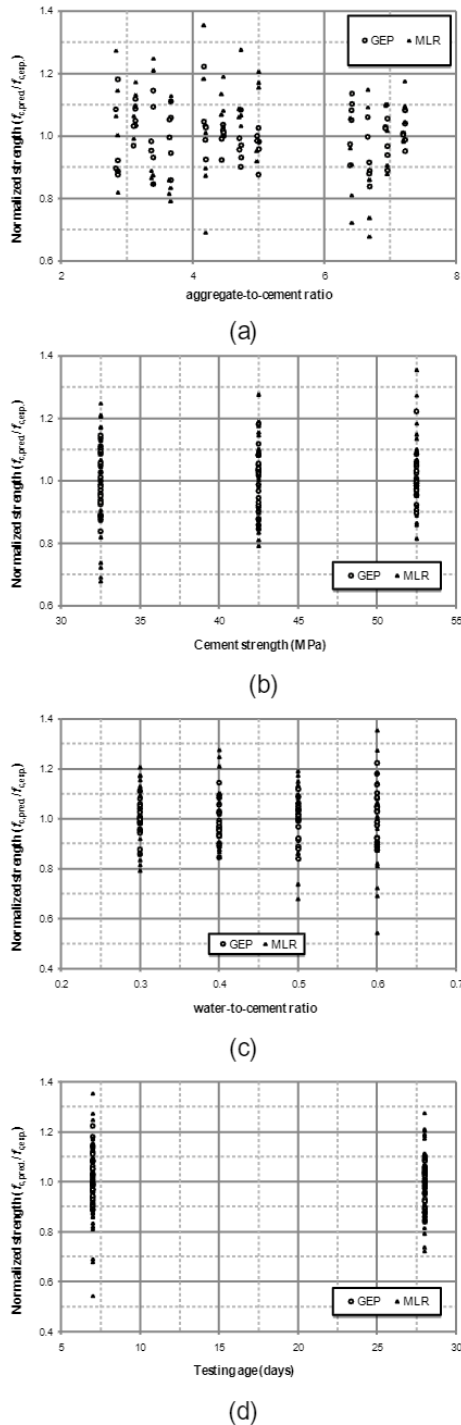 GEP MLR
Normalized strength (fc,pred./fc,exp.)
1.4
1.2
1.0
0.8
0.6
2 4 6 8
aggregate-to-cement ratio
(a)
Normalized strength (fc,pred./fc,exp.)
1.4
1.2
1.0
0.8
0.6
GEP MLR
30 35 40 45 50 55
Cement strength (MPa)
(b)
Normalized strength (fc,pred./fc,exp.)
1.4
1.2
1.0
0.8
0.6
0.4
GEP MLR
0.2 0.3 0.4 0.5 0.6 0.7
water-to-cement ratio
(c)
Normalized strength (fc,pred./fc,exp.)
1.4
1.2
1.0
0.8
0.6
0.4
GEP MLR
5 10 15 20 25 30
Testing age (days)
(d)